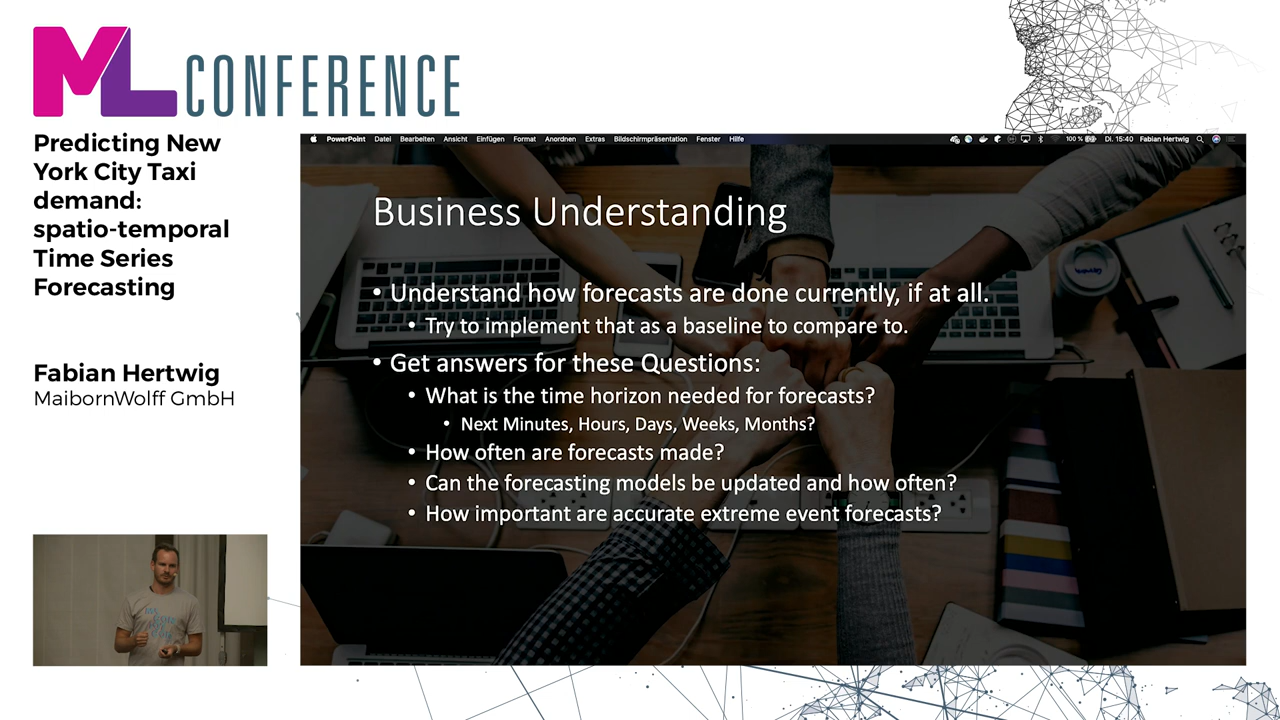 ML CONFERENCE
Predicting New
York City Taxi
demand:
spatio-temporal
Time Series
Forecasting
Fabian Hertwig
MaibornWolff GmbH
PowerPoint Datei Bearbeiten Ansicht Einfügen Format Anordnen Extras Bildschirmpräsentation Fenster Hilfe 100 % Di. 15:40 Fabian Hertwig
Business Understanding
• Understand how forecasts are done currently, if at all.
• Try to implement that as a baseline to compare to.
• Get answers for these Questions:
• What is the time horizon needed for forecasts?
• Next Minutes, Hours, Days, Weeks, Months?
• How often are forecasts made?
• Can the forecasting models be updated and how often?
• How important are accurate extreme event forecasts?